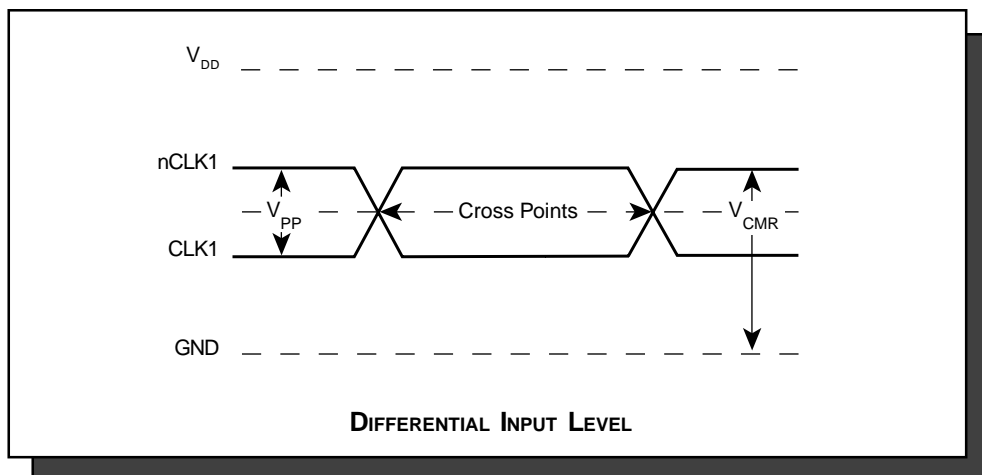 VDD
nCLK1
VPP
Cross Points
VCMR
CLK1
GND
DIFFERENTIAL INPUT LEVEL